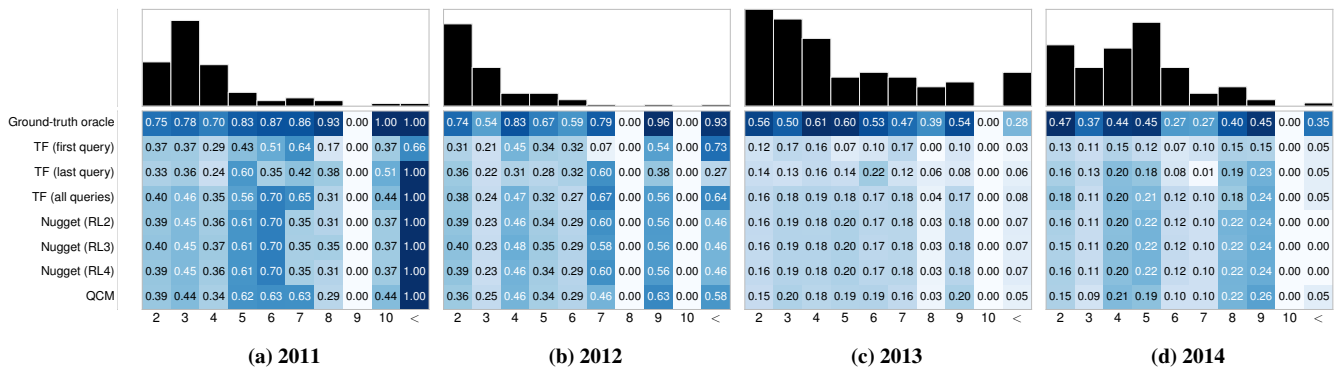 Ground-truth oracle 0.75 0.78 0.70 0.83 0.87 0.86 0.93 0.00 1.00 1.00 0.74 0.54 0.83 0.67 0.59 0.79 0.00 0.96 0.00 0.93 0.56 0.50 0.61 0.60 0.53 0.47 0.39 0.54 0.00 0.28 0.47 0.37 0.44 0.45 0.27 0.27 0.40 0.45 0.00 0.35
TF (first query) 0.37 0.37 0.29 0.43 0.51 0.64 0.17 0.00 0.37 0.66 0.31 0.21 0.45 0.34 0.32 0.07 0.00 0.54 0.00 0.73 0.12 0.17 0.16 0.07 0.10 0.17 0.00 0.10 0.00 0.03 0.13 0.11 0.15 0.12 0.07 0.08 0.15 0.15 0.00 0.05
TF (last query) 0.33 0.36 0.24 0.60 0.35 0.42 0.38 0.00 0.51 1.00 0.36 0.22 0.31 0.28 0.32 0.60 0.00 0.38 0.00 0.27 0.14 0.13 0.16 0.14 0.22 0.12 0.06 0.08 0.00 0.06 0.16 0.11 0.20 0.18 0.08 0.01 0.19 0.23 0.00 0.05
TF (all queries) 0.40 0.46 0.35 0.56 0.70 0.65 0.31 0.00 0.44 1.00 0.38 0.24 0.47 0.32 0.27 0.67 0.00 0.56 0.00 0.64 0.16 0.18 0.18 0.18 0.17 0.18 0.04 0.17 0.00 0.08 0.18 0.11 0.20 0.21 0.12 0.12 0.18 0.24 0.00 0.05
Nugget (RL2) 0.39 0.45 0.36 0.61 0.70 0.35 0.31 0.00 0.37 1.00 0.39 0.23 0.46 0.34 0.29 0.60 0.00 0.56 0.00 0.46 0.16 0.19 0.18 0.20 0.17 0.18 0.03 0.18 0.00 0.07 0.16 0.11 0.20 0.22 0.12 0.10 0.22 0.24 0.00 0.00
Nugget (RL3) 0.40 0.45 0.37 0.61 0.70 0.35 0.35 0.00 0.37 1.00 0.40 0.23 0.48 0.35 0.29 0.58 0.00 0.56 0.00 0.46 0.16 0.19 0.18 0.20 0.17 0.18 0.03 0.18 0.00 0.07 0.15 0.11 0.20 0.22 0.12 0.10 0.22 0.24 0.00 0.00
Nugget (RL4) 0.39 0.45 0.36 0.61 0.70 0.35 0.31 0.00 0.37 1.00 0.39 0.23 0.46 0.34 0.29 0.60 0.00 0.56 0.00 0.46 0.16 0.19 0.18 0.20 0.17 0.18 0.03 0.18 0.00 0.07 0.16 0.11 0.20 0.22 0.12 0.10 0.22 0.24 0.00 0.00
QCM 0.39 0.44 0.34 0.62 0.63 0.63 0.29 0.00 0.44 1.00 0.36 0.25 0.46 0.34 0.29 0.46 0.00 0.63 0.00 0.58 0.15 0.20 0.18 0.19 0.19 0.16 0.03 0.20 0.00 0.05 0.15 0.09 0.21 0.19 0.10 0.10 0.22 0.26 0.00 0.05
2 3 4 5 6 7 8 9 10 < 2 3 4 5 6 7 8 9 10 < 2 3 4 5 6 7 8 9 10 < 2 3 4 5 6 7 8 9 10 <
(a) 2011 (b) 2012 (c) 2013 (d) 2014